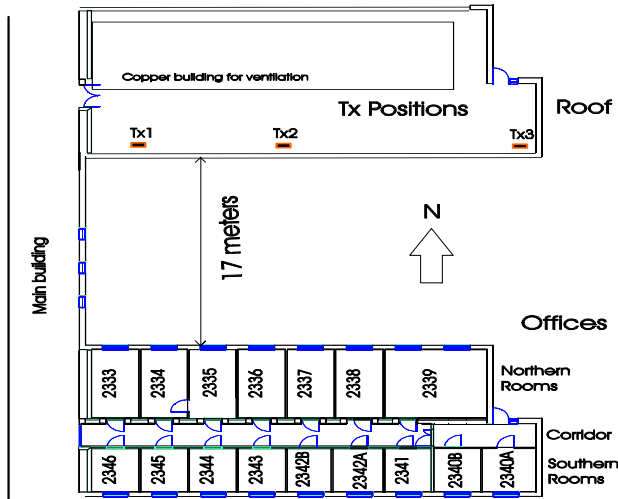 Copper building for ventilation
Tx Positions
Roof
Tx1
Tx2
Tx3
17 meters
N
Main building
Offices
2333
2334
2335
2336
2337
2338
2339
Northern
Rooms
Corridor
2346
2345
2344
2343
2342B
2342A
2341
2340B
2340A
Southern
Rooms